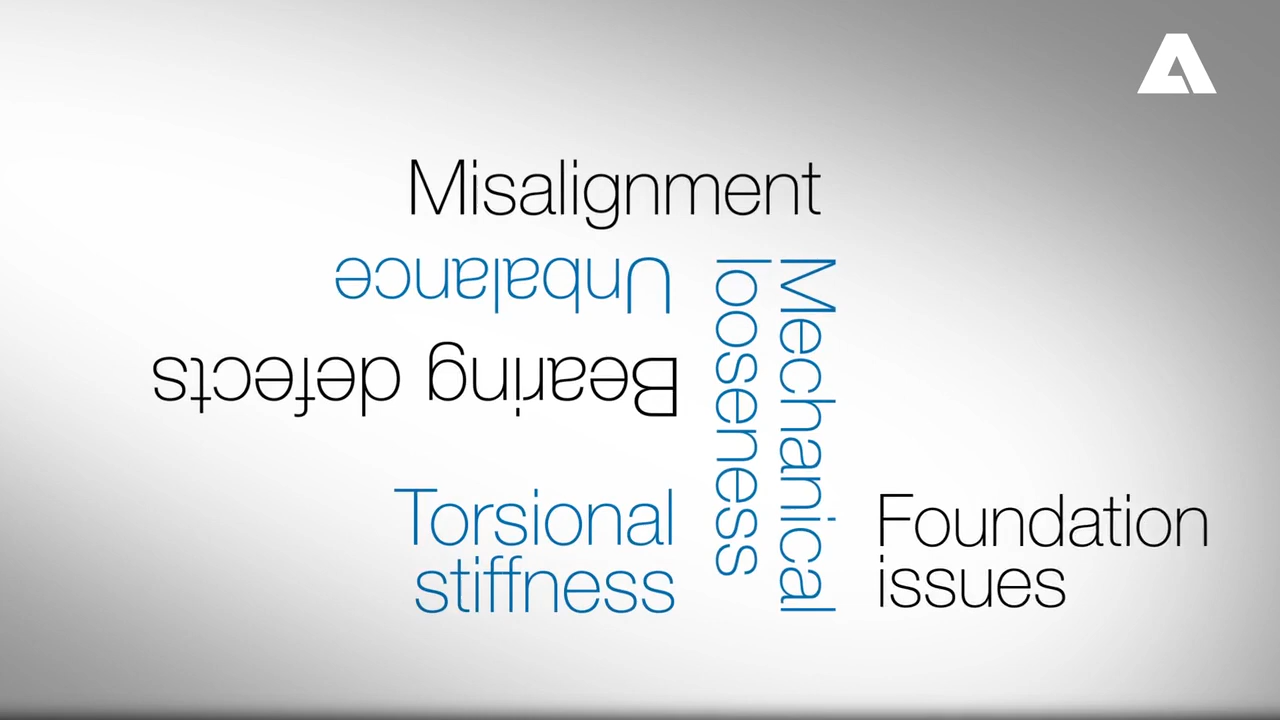 Misalignment
Unbalance
Bearing defects
Mechanical
looseness
Torsional
stiffness
Foundation
issues